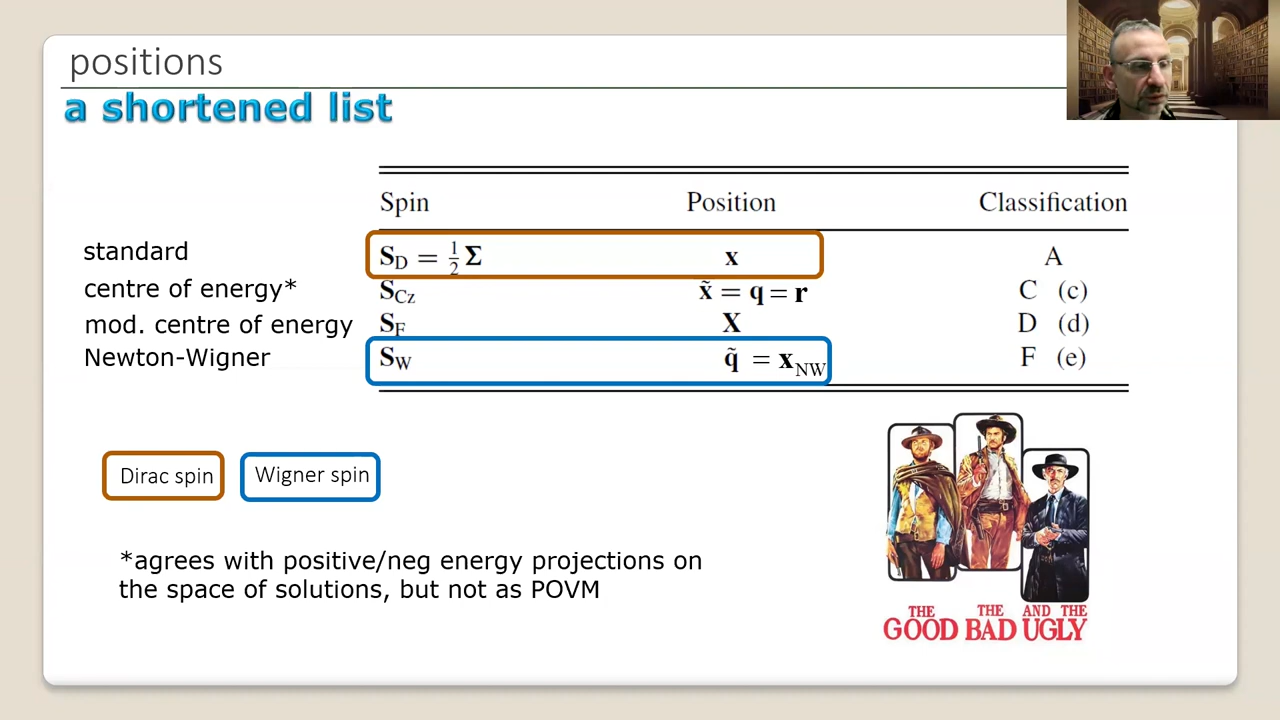 positions
a shortened list
Spin Position Classification
standard S_D = 1/2 Σ x A
centre of energy* S_Cz x̃ = q = r C (c)
mod. centre of energy S_F X D (d)
Newton-Wigner S_W q̃ = x_NW F (e)
Dirac spin Wigner spin
*agrees with positive/neg energy projections on
the space of solutions, but not as POVM
THE THE AND THE
GOOD BAD UGLY